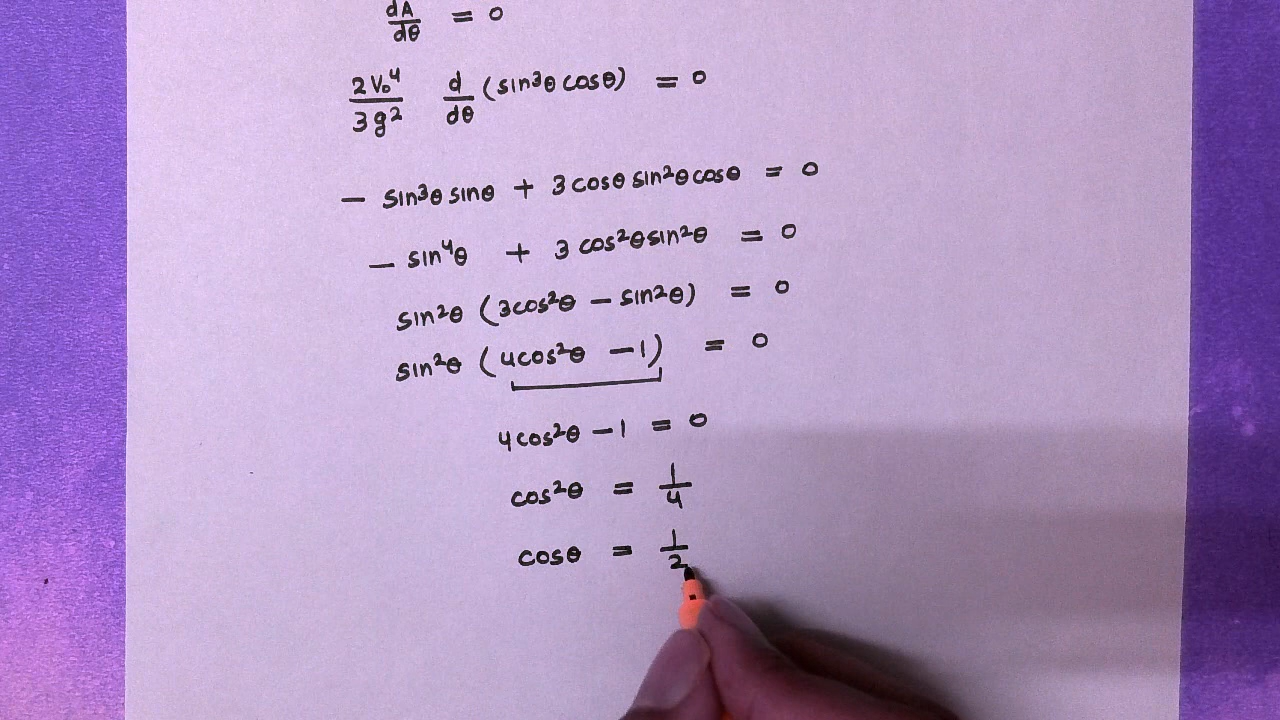 dA/dθ = 0
2V₀⁴/3g² d/dθ (sin³θ cosθ) = 0
— sin³θ sinθ + 3 cosθ sin²θ cosθ = 0
— sin⁴θ + 3 cos²θ sin²θ = 0
sin²θ (3cos²θ — sin²θ) = 0
sin²θ (4cos²θ — 1) = 0
4cos²θ — 1 = 0
cos²θ = 1/4
cosθ = 1/2